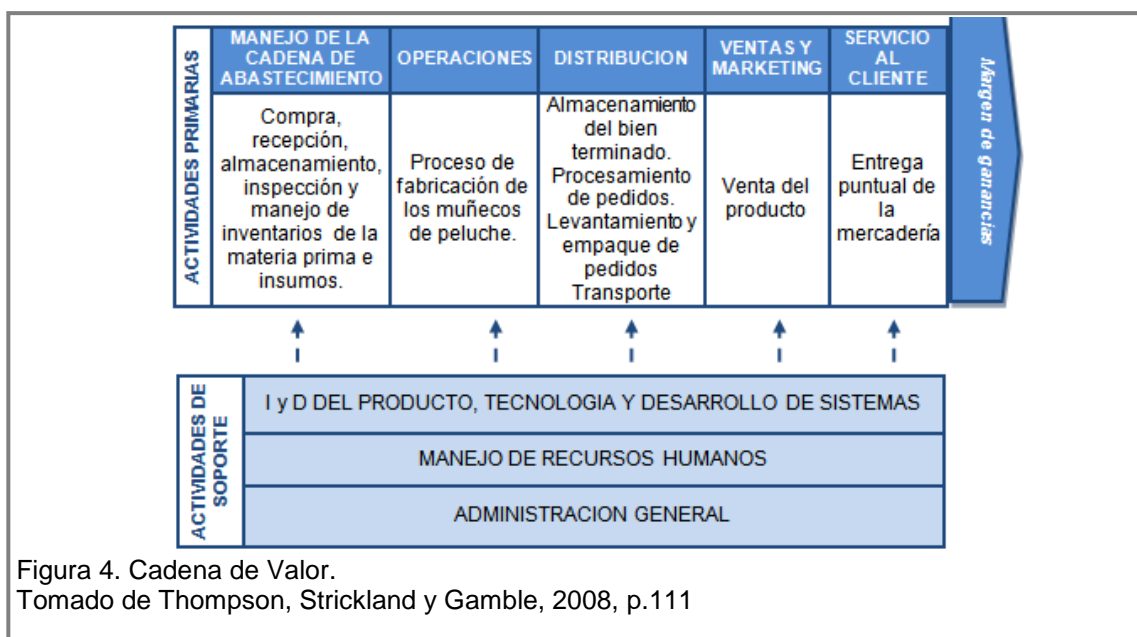 ACTIVIDADES PRIMARIAS
MANEJO DE LA
CADENA DE
ABASTECIMIENTO
Compra,
recepción,
almacenamiento,
inspección y
manejo de
inventarios de la
materia prima e
insumos.
OPERACIONES
Proceso de
fabricación de
los muñecos
de peluche.
DISTRIBUCION
Almacenamiento
del bien
terminado.
Procesamiento
de pedidos.
Levantamiento y
empaque de
pedidos
Transporte
VENTAS Y
MARKETING
Venta del
producto
SERVICIO
AL
CLIENTE
Entrega
puntual de
la
mercadería
Margen de ganancias
ACTIVIDADES DE
SOPORTE
I y D DEL PRODUCTO, TECNOLOGIA Y DESARROLLO DE SISTEMAS
MANEJO DE RECURSOS HUMANOS
ADMINISTRACION GENERAL
Figura 4. Cadena de Valor.
Tomado de Thompson, Strickland y Gamble, 2008, p.111